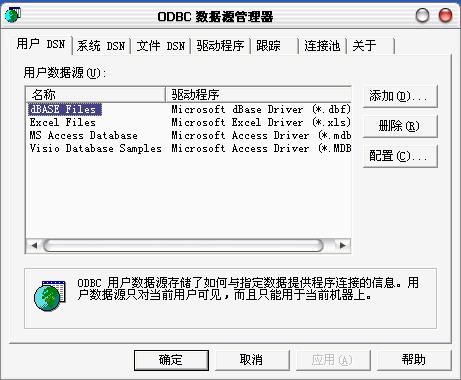 ODBC 数据源管理器
用户 DSN 系统 DSN 文件 DSN 驱动程序 跟踪 连接池 关于
用户数据源(U):
名称 驱动程序
dBASE Files Microsoft dBase Driver (*.dbf)
Excel Files Microsoft Excel Driver (*.xls)
MS Access Database Microsoft Access Driver (*.mdb
Visio Database Samples Microsoft Access Driver (*.MDB
添加(D)...
删除(R)
配置(C)...
ODBC 用户数据源存储了如何与指定数据提供程序连接的信息。用
户数据源只对当前用户可见,而且只能用于当前机器上。
确定 取消 应用(A) 帮助